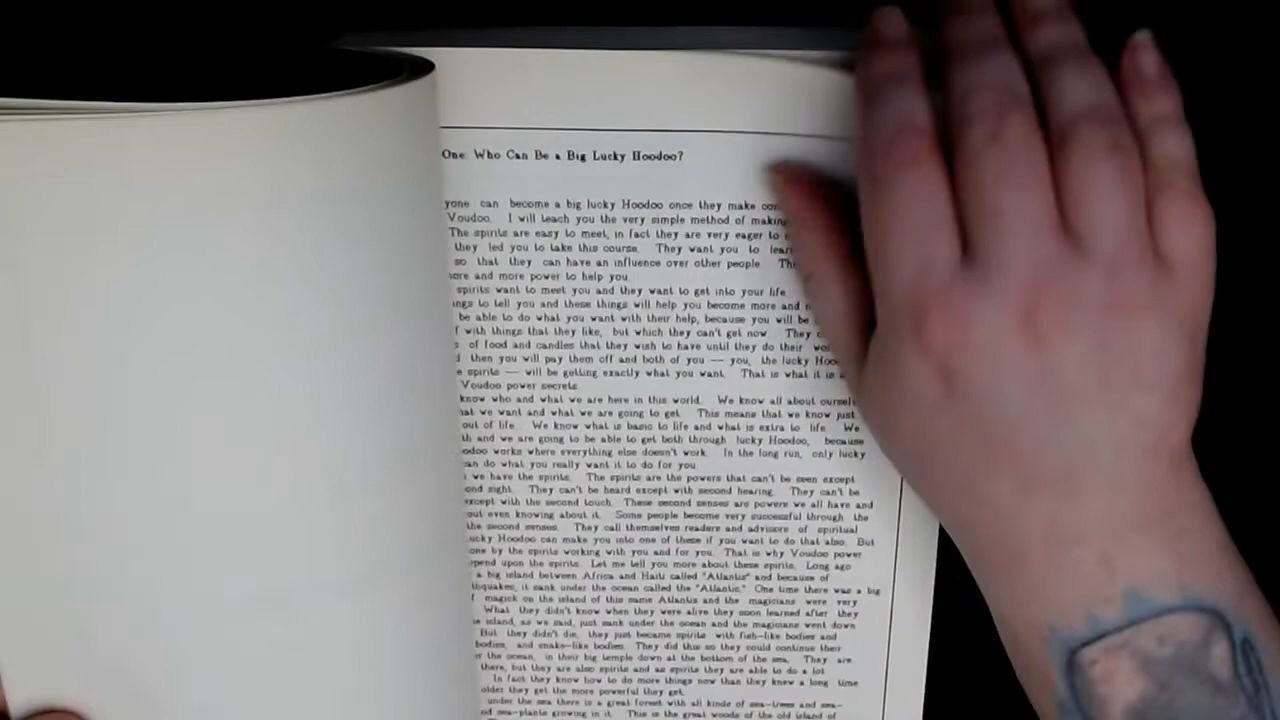 One: Who Can Be a Big Lucky Hoodoo?
yone can become a big lucky Hoodoo once they make con
Voudoo. I will teach you the very simple method of making
The spirits are easy to meet, in fact they are very eager to
they led you to take this course. They want you to lear
so that they can have an influence over other people. Th
ore and more power to help you.
spirits want to meet you and they want to get into your life.
ings to tell you and these things will help you become more and
be able to do what you want with their help, because you will be
f with things that they like, but which they can't get now. They
s of food and candles that they wish to have until they do their wo
d then you will pay them off and both of you — you, the lucky Hoo
e spirits — will be getting exactly what you want. That is what it is
Voudoo power secrets.
know who and what we are here in this world. We know all about oursel
hat we want and what we are going to get. This means that we know just
out of life. We know what is basic to life and what is extra to life. We
th and we are going to be able to get both through lucky Hoodoo, because
odoo works where everything else doesn't work. In the long run, only lucky
can do what you really want it to do for you.
we have the spirits. The spirits are the powers that can't be seen except
ond sight. They can't be heard except with second hearing. They can't be
except with the second touch. These second senses are powers we all have and
out even knowing about it. Some people become very successful through the
the second senses. They call themselves readers and advisors of spiritual
ucky Hoodoo can make you into one of these if you want to do that also. But
one by the spirits working with you and for you. That is why Voudoo power
epend upon the spirits. Let me tell you more about these spirits. Long ago
a big island between Africa and Haiti called "Atlantis" and because of
thquakes, it sank under the ocean called the "Atlantic." One time there was a big
f magick on the island of this same Atlantis and the magicians were very
What they didn't know when they were alive they soon learned after they
e island, as we said, just sank under the ocean and the magicians went down
But they didn't die, they just became spirits with fish-like bodies and
bodies, and snake-like bodies. They did this so they could continue their
r the ocean, in their big temple down at the bottom of the sea. They are
there, but they are also spirits and as spirits they are able to do a lot
In fact they know how to do more things now than they knew a long time
older they get the more powerful they get.
under the sea there is a great forest with all kinds of sea-trees and sea-
nd sea-plants growing in it. This is the great woods of the old island of